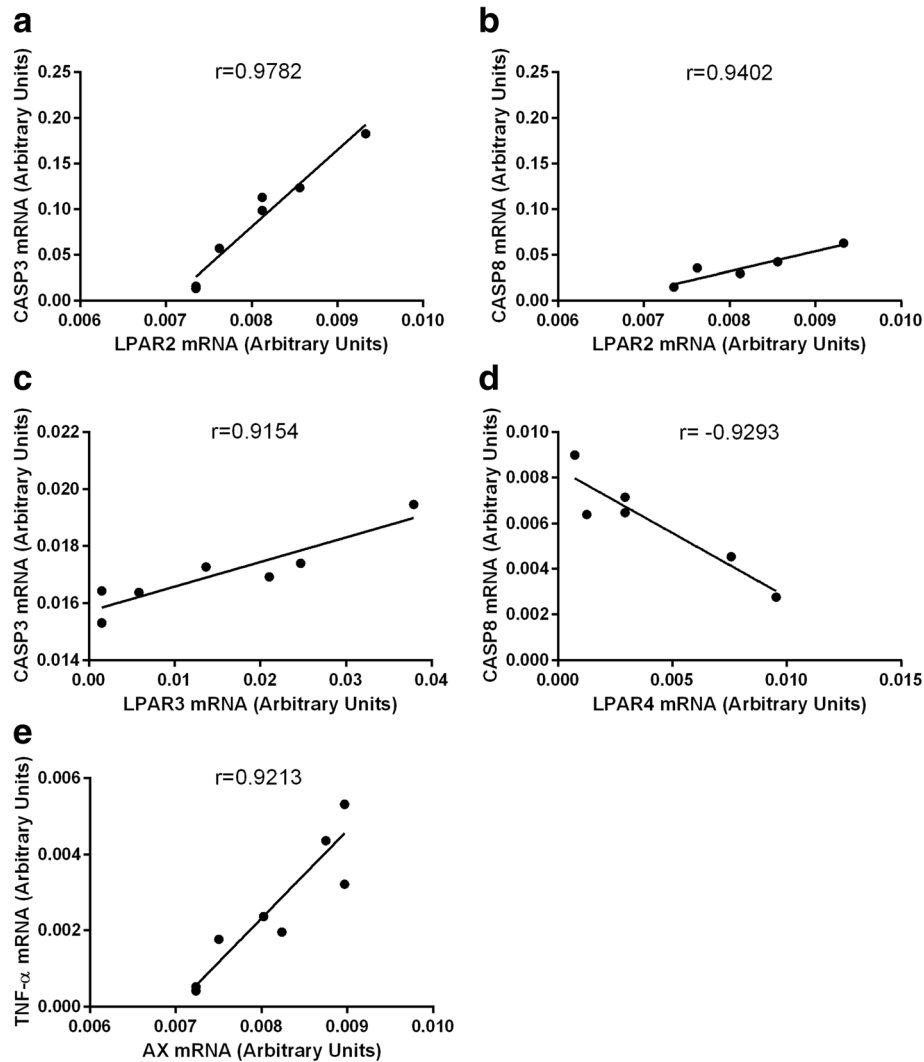 a
r=0.9782
CASP3 mRNA (Arbitrary Units)
0.25
0.20
0.15
0.10
0.05
0.00
0.006 0.007 0.008 0.009 0.010
LPAR2 mRNA (Arbitrary Units)
b
r=0.9402
CASP8 mRNA (Arbitrary Units)
0.25
0.20
0.15
0.10
0.05
0.00
0.006 0.007 0.008 0.009 0.010
LPAR2 mRNA (Arbitrary Units)
c
r=0.9154
CASP3 mRNA (Arbitrary Units)
0.022
0.020
0.018
0.016
0.014
0.00 0.01 0.02 0.03 0.04
LPAR3 mRNA (Arbitrary Units)
d
r= -0.9293
CASP8 mRNA (Arbitrary Units)
0.010
0.008
0.006
0.004
0.002
0.000
0.000 0.005 0.010 0.015
LPAR4 mRNA (Arbitrary Units)
e
r=0.9213
TNF-α mRNA (Arbitrary Units)
0.006
0.004
0.002
0.000
0.006 0.007 0.008 0.009 0.010
AX mRNA (Arbitrary Units)